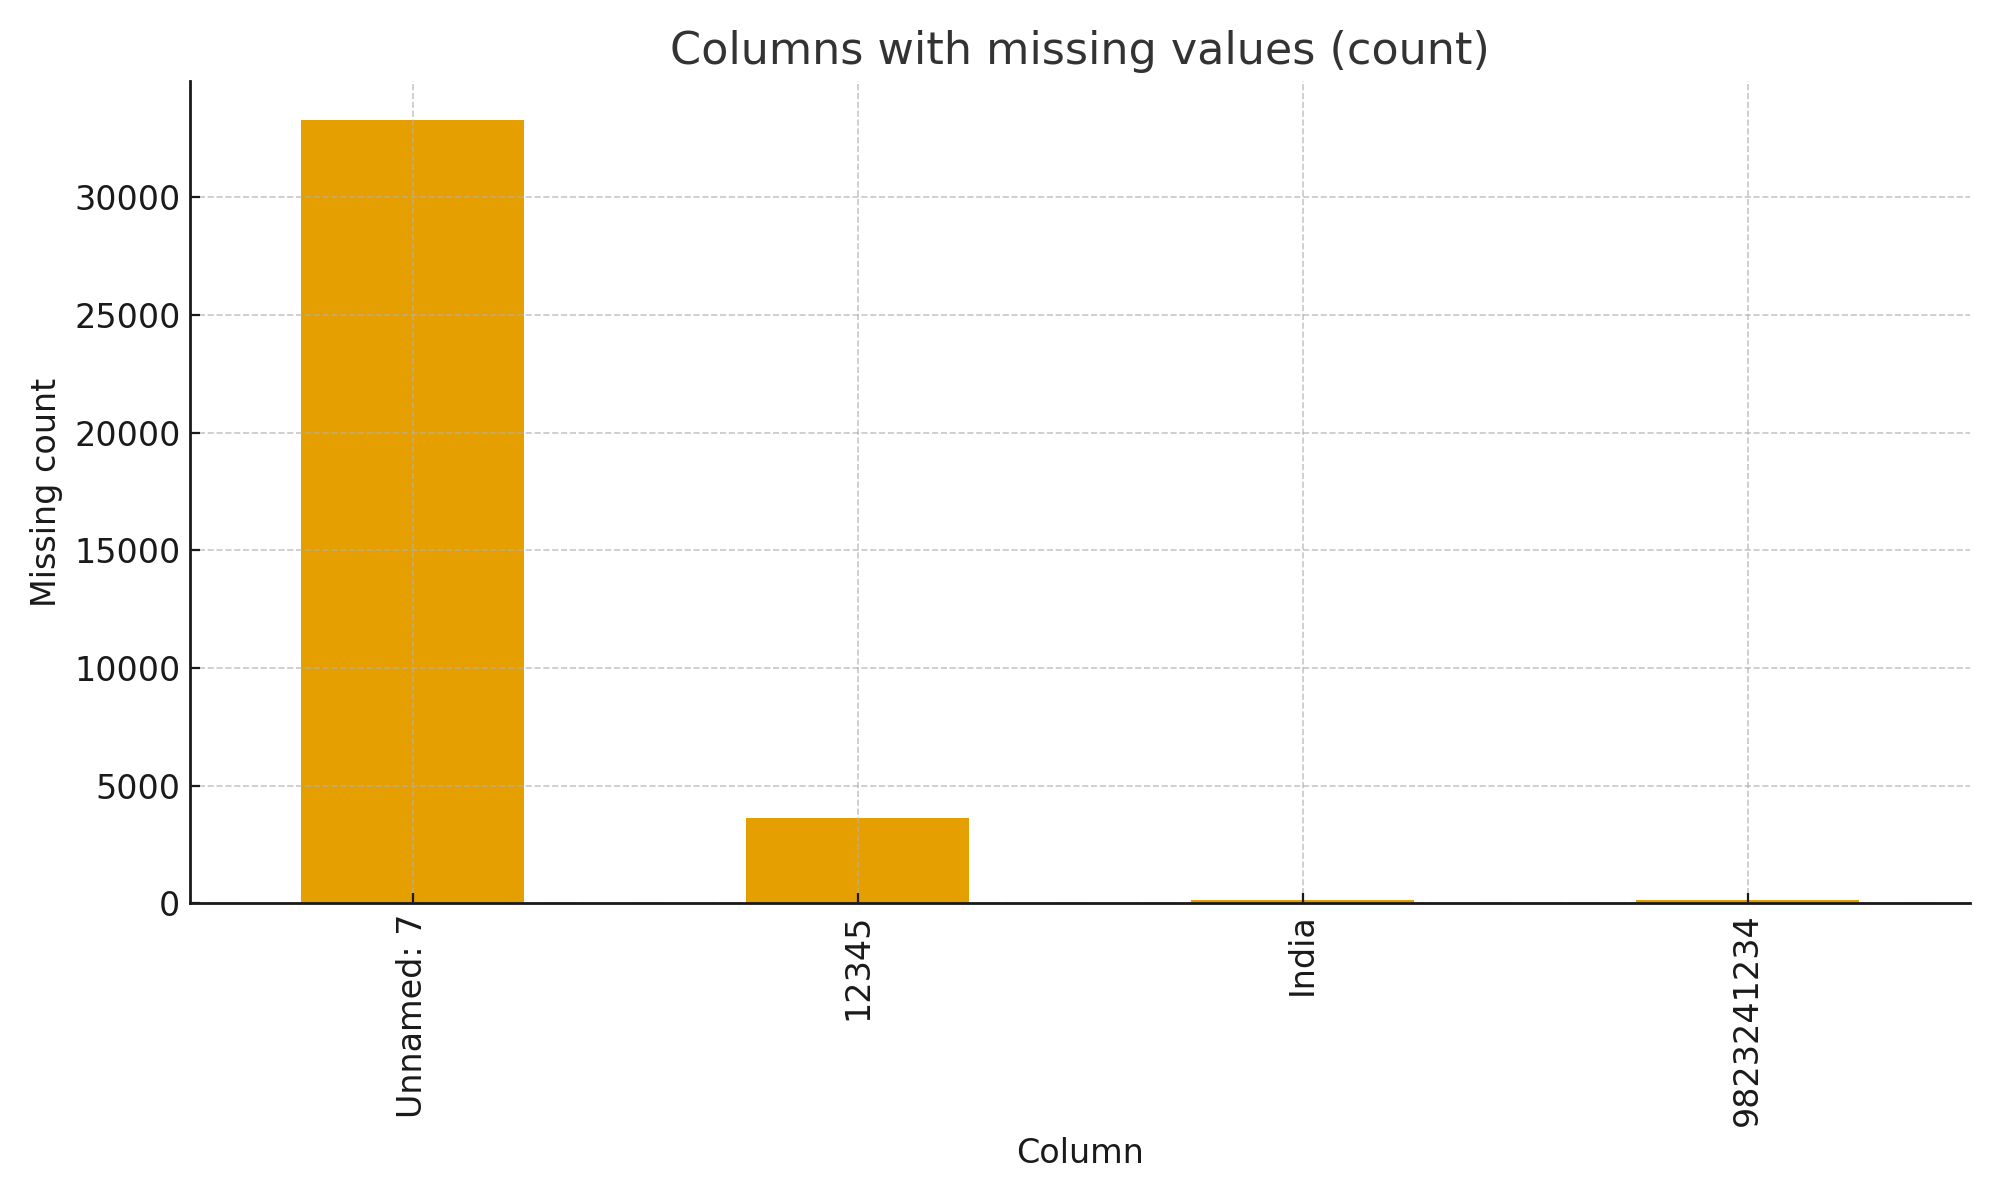 Columns with missing values (count)
Missing count
30000
25000
20000
15000
10000
5000
0
Unnamed: 7
12345
India
9823241234
Column